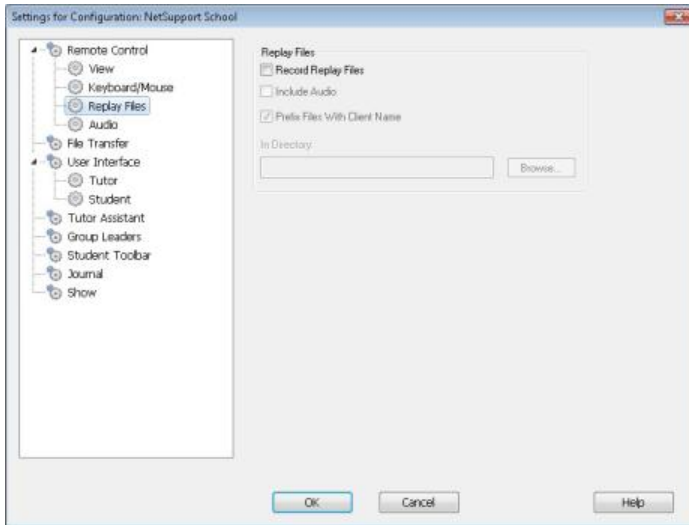 Settings for Configuration: NetSupport School
Remote Control
View
Keyboard/Mouse
Replay Files
Audio
File Transfer
User Interface
Tutor
Student
Tutor Assistant
Group Leaders
Student Toolbar
Journal
Show
Replay Files
Record Replay Files
Include Audio
Prefix Files With Client Name
In Directory
Browse...
OK
Cancel
Help